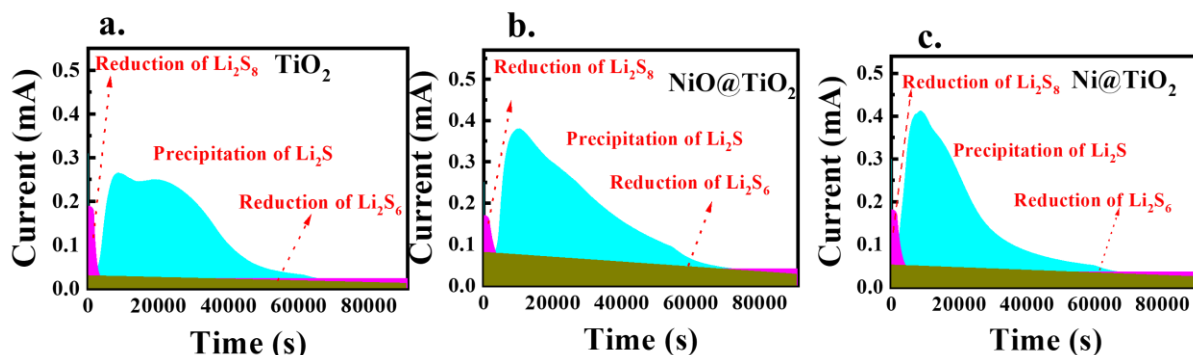 a.
Reduction of Li₂S₈
TiO₂
Precipitation of Li₂S
Reduction of Li₂S₆
Current (mA)
0.5
0.4
0.3
0.2
0.1
0.0
0 20000 40000 60000 80000
Time (s)
b.
Reduction of Li₂S₈
NiO@TiO₂
Precipitation of Li₂S
Reduction of Li₂S₆
Current (mA)
0.5
0.4
0.3
0.2
0.1
0.0
0 20000 40000 60000 80000
Time (s)
c.
Reduction of Li₂S₈
Ni@TiO₂
Precipitation of Li₂S
Reduction of Li₂S₆
Current (mA)
0.5
0.4
0.3
0.2
0.1
0.0
0 20000 40000 60000 80000
Time (s)